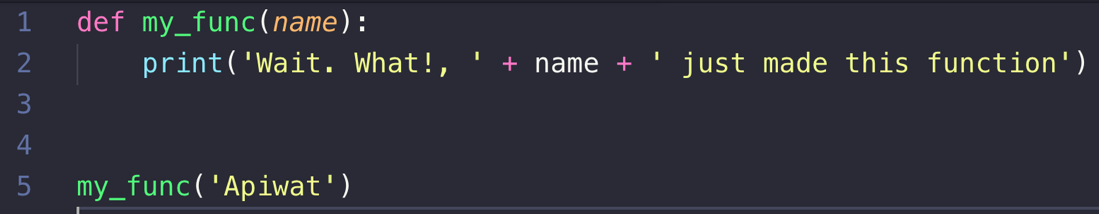 1 def my_func(name):
2     print('Wait. What!, ' + name + ' just made this function')
3
4
5 my_func('Apiwat')